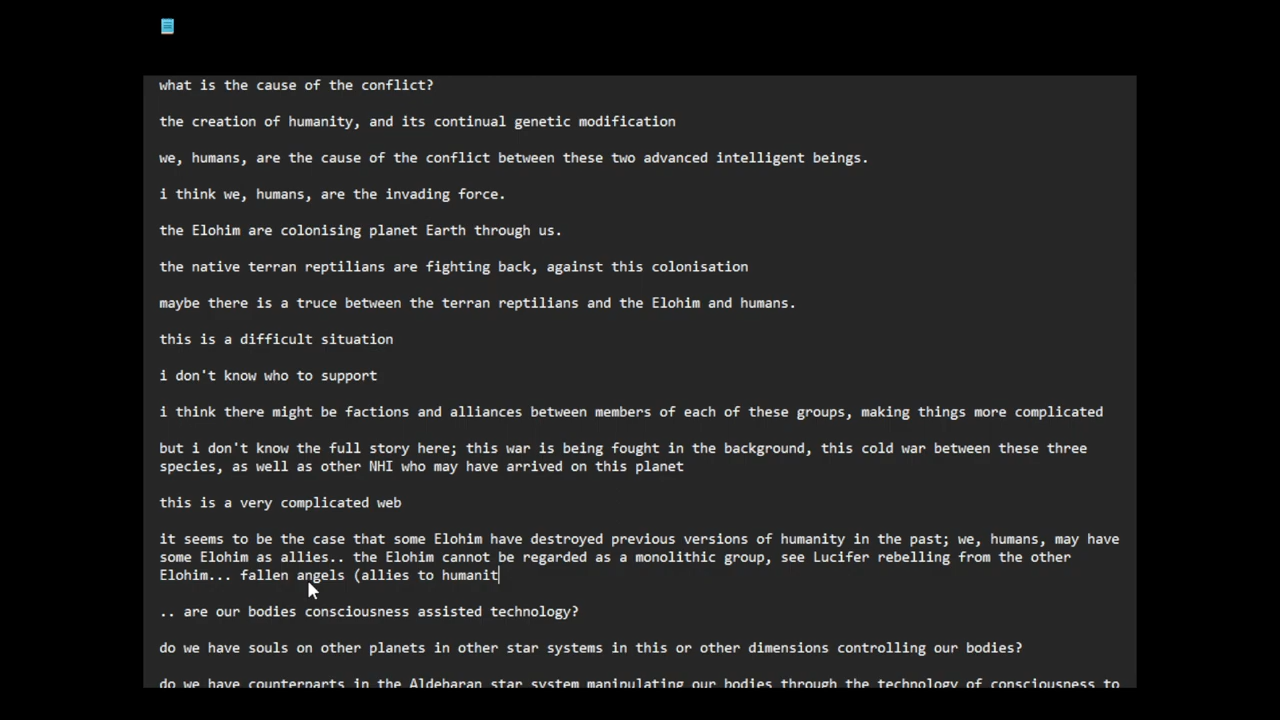 what is the cause of the conflict?
the creation of humanity, and its continual genetic modification
we, humans, are the cause of the conflict between these two advanced intelligent beings.
i think we, humans, are the invading force.
the Elohim are colonising planet Earth through us.
the native terran reptilians are fighting back, against this colonisation
maybe there is a truce between the terran reptilians and the Elohim and humans.
this is a difficult situation
i don't know who to support
i think there might be factions and alliances between members of each of these groups, making things more complicated
but i don't know the full story here; this war is being fought in the background, this cold war between these three
species, as well as other NHI who may have arrived on this planet
this is a very complicated web
it seems to be the case that some Elohim have destroyed previous versions of humanity in the past; we, humans, may have
some Elohim as allies.. the Elohim cannot be regarded as a monolithic group, see Lucifer rebelling from the other
Elohim... fallen angels (allies to humanit
.. are our bodies consciousness assisted technology?
do we have souls on other planets in other star systems in this or other dimensions controlling our bodies?
do we have counterparts in the Aldebaran star system manipulating our bodies through the technology of consciousness to